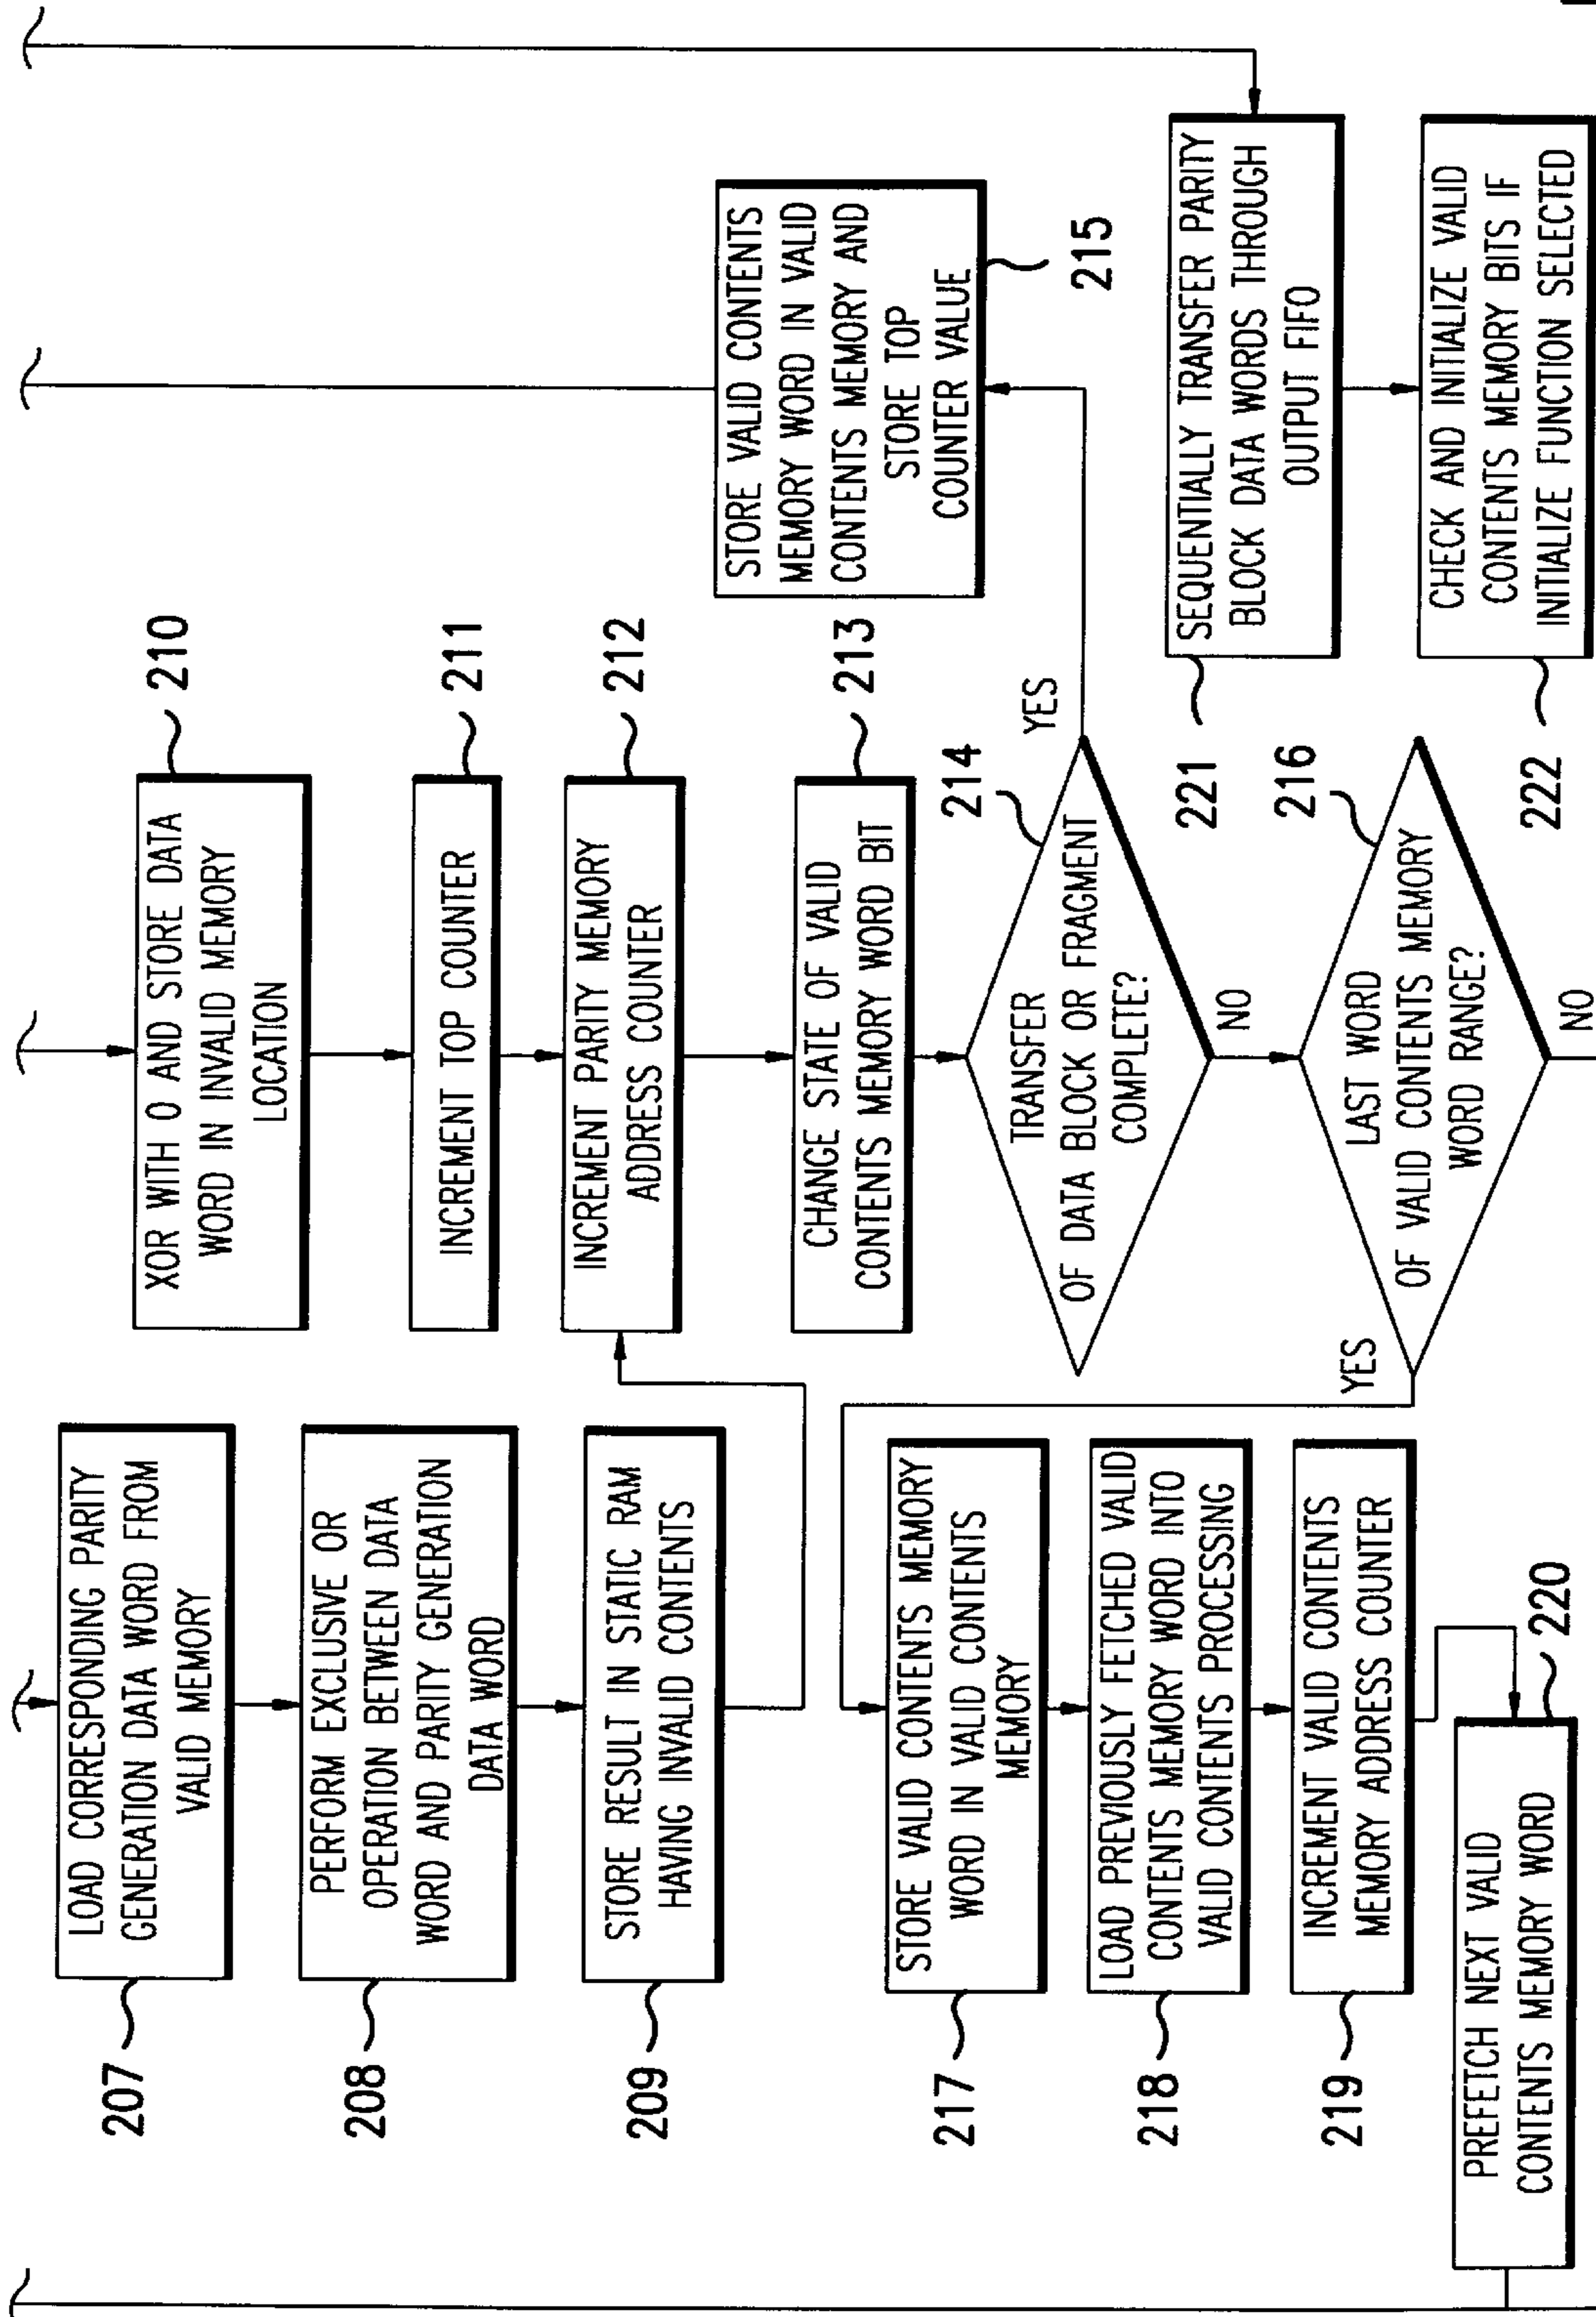 207
LOAD CORRESPONDING PARITY
GENERATION DATA WORD FROM
VALID MEMORY
208
PERFORM EXCLUSIVE OR
OPERATION BETWEEN DATA
WORD AND PARITY GENERATION
DATA WORD
209
STORE RESULT IN STATIC RAM
HAVING INVALID CONTENTS
210
XOR WITH 0 AND STORE DATA
WORD IN INVALID MEMORY
LOCATION
211
INCREMENT TOP COUNTER
212
INCREMENT PARITY MEMORY
ADDRESS COUNTER
213
CHANGE STATE OF VALID
CONTENTS MEMORY WORD BIT
214
TRANSFER
OF DATA BLOCK OR FRAGMENT
COMPLETE?
YES
NO
215
STORE VALID CONTENTS
MEMORY WORD IN VALID
CONTENTS MEMORY AND
STORE TOP
COUNTER VALUE
216
LAST WORD
OF VALID CONTENTS MEMORY
WORD RANGE?
YES
NO
217
STORE VALID CONTENTS MEMORY
WORD IN VALID CONTENTS
MEMORY
218
LOAD PREVIOUSLY FETCHED VALID
CONTENTS MEMORY WORD INTO
VALID CONTENTS PROCESSING
219
INCREMENT VALID CONTENTS
MEMORY ADDRESS COUNTER
220
PREFETCH NEXT VALID
CONTENTS MEMORY WORD
221
SEQUENTIALLY TRANSFER PARITY
BLOCK DATA WORDS THROUGH
OUTPUT FIFO
222
CHECK AND INITIALIZE VALID
CONTENTS MEMORY BITS IF
INITIALIZE FUNCTION SELECTED